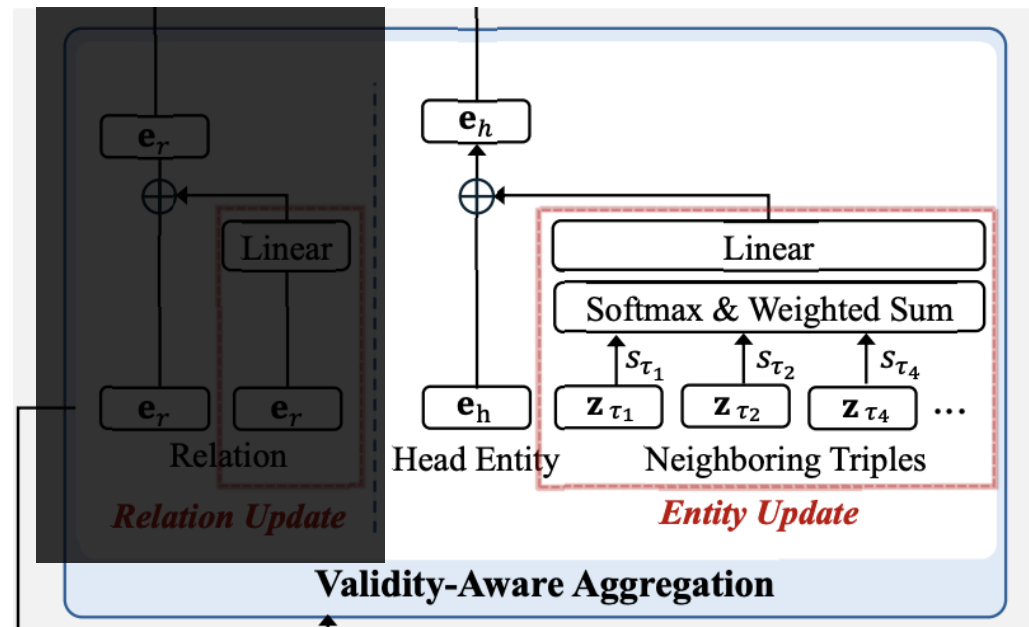 e_r
e_h
Linear
Linear
Softmax & Weighted Sum
s_τ₁
s_τ₂
s_τ₄
e_r
e_r
e_h
z_τ₁
z_τ₂
z_τ₄
...
Relation
Head Entity
Neighboring Triples
Relation Update
Entity Update
Validity-Aware Aggregation